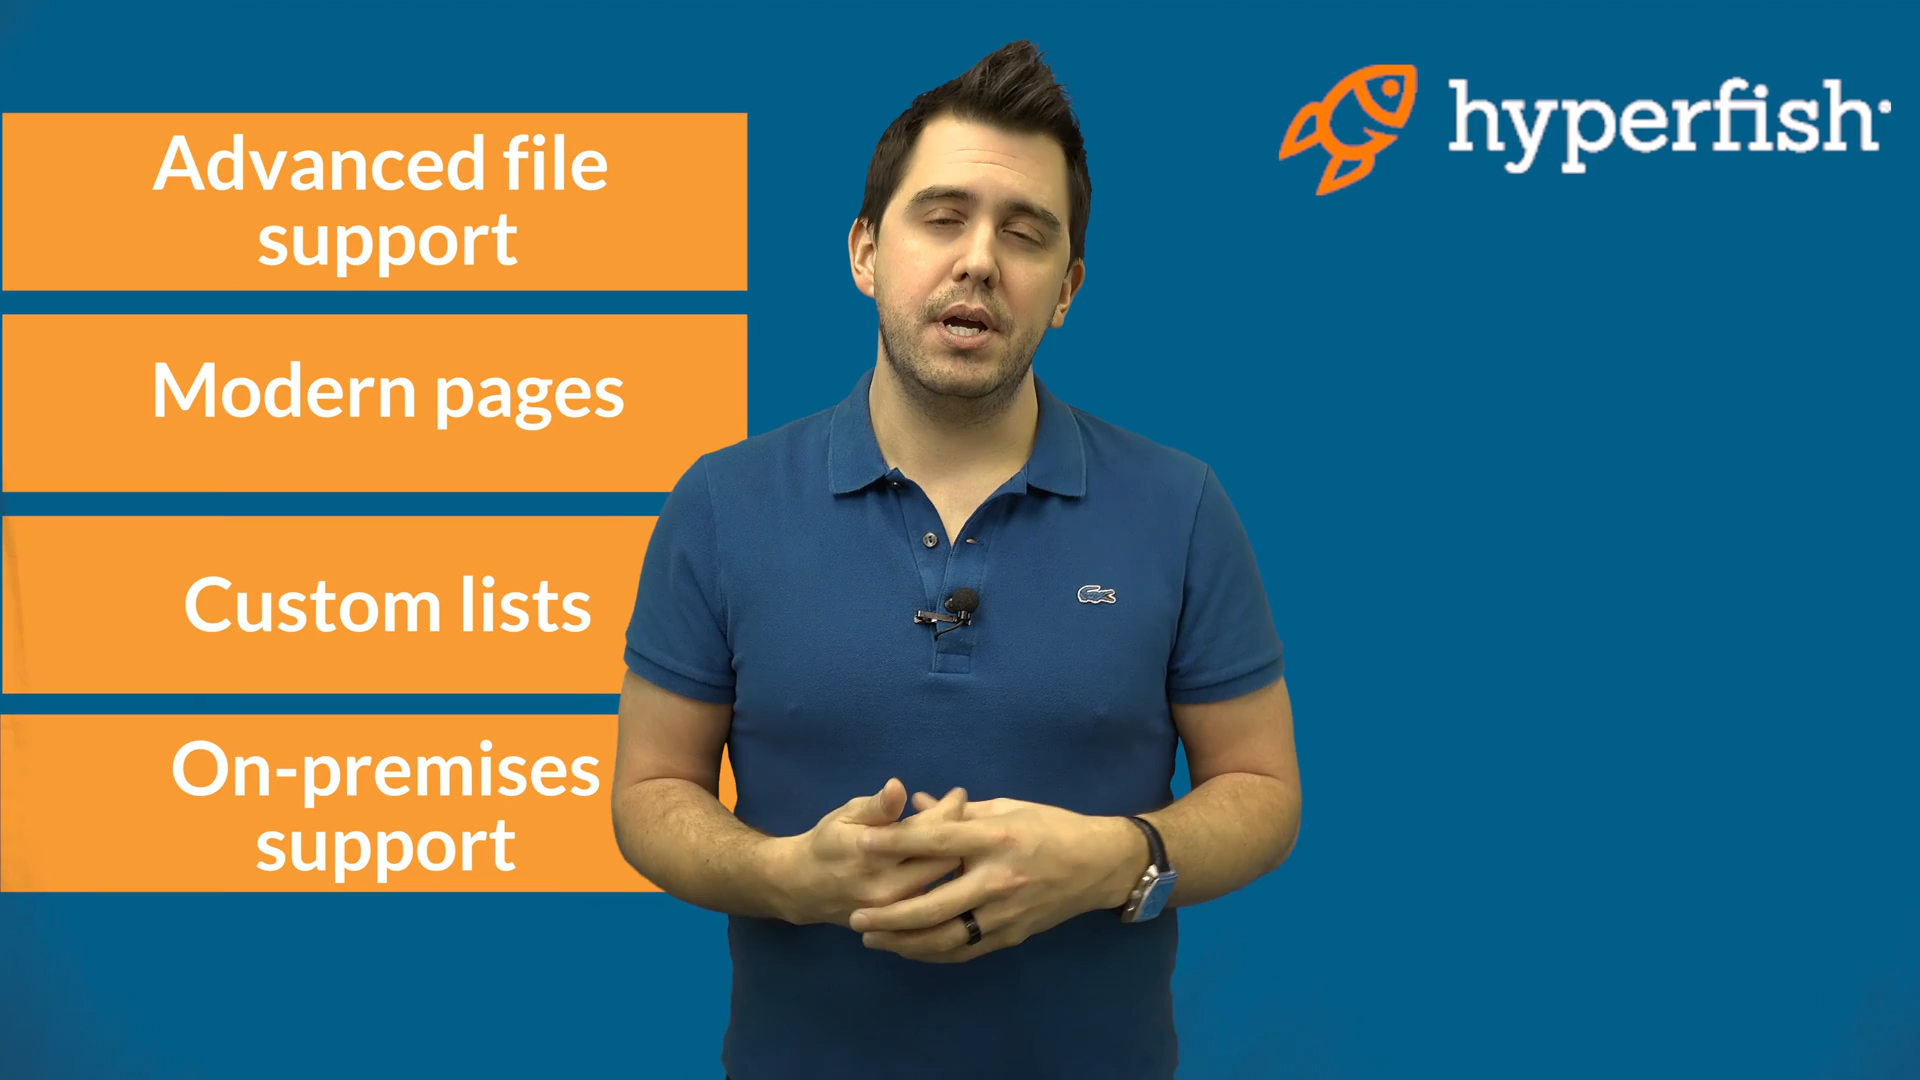 Advanced file
support
Modern pages
Custom lists
On-premises
support
hyperfish